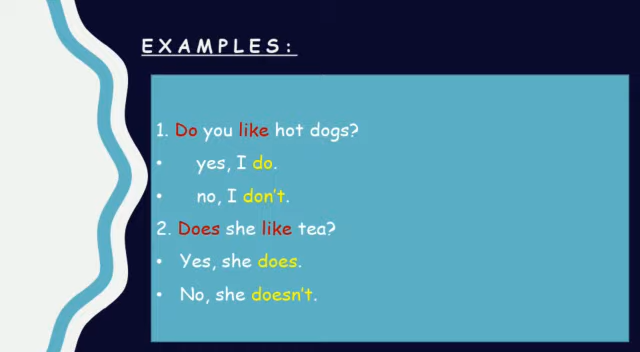 EXAMPLES:
1. Do you like hot dogs?
• yes, I do.
• no, I don't.
2. Does she like tea?
• Yes, she does.
• No, she doesn't.